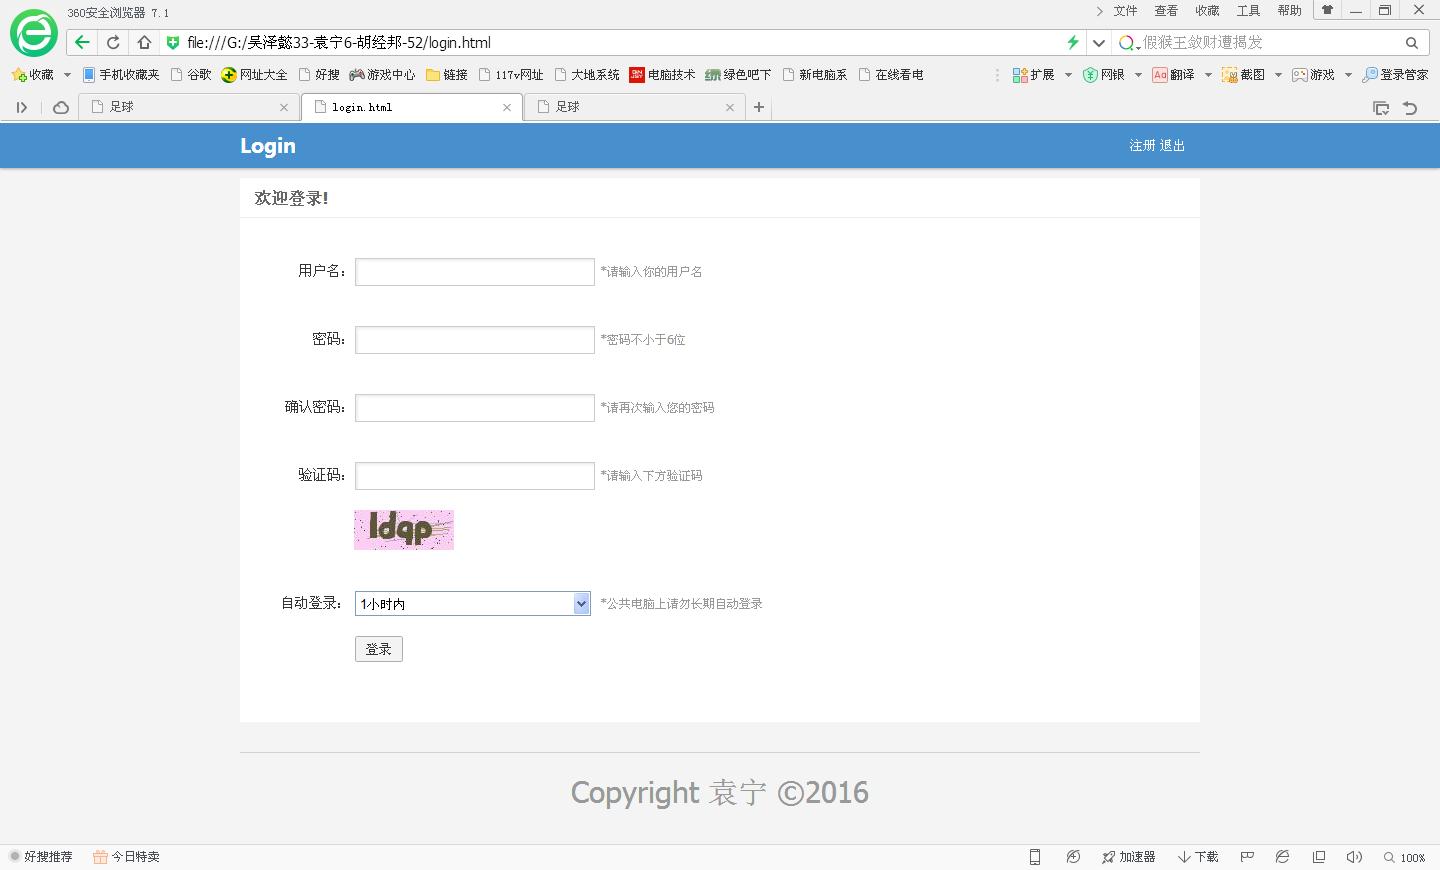 360安全浏览器 7.1
文件 查看 收藏 工具 帮助
file:///G:/吴泽懿33-袁宁6-胡经邦-52/login.html
假猴王敛财遭揭发
收藏 手机收藏夹 谷歌 网址大全 好搜 游戏中心 链接 117v网址 大地系统 电脑技术 绿色吧下 新电脑系 在线看电 扩展 网银 翻译 截图 游戏 登录管家
足球 login.html 足球
Login
注册 退出
欢迎登录!
用户名： *请输入你的用户名
密码： *密码不小于6位
确认密码： *请再次输入您的密码
验证码： *请输入下方验证码
ldqp
自动登录： 1小时内 *公共电脑上请勿长期自动登录
登录
Copyright 袁宁 ©2016
好搜推荐 今日特卖 加速器 下载 100%